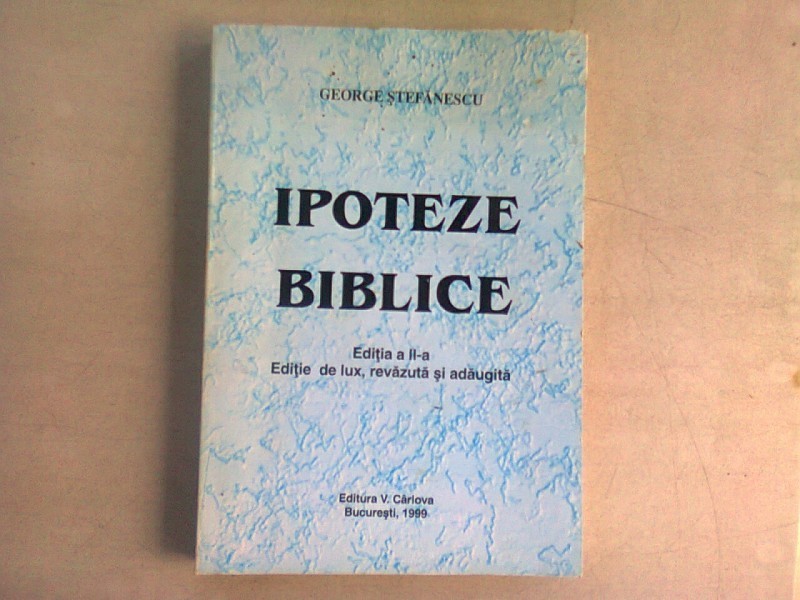 GEORGE ŞTEFĂNESCU
IPOTEZE
BIBLICE
Ediţia a II-a
Ediţie de lux, revăzută şi adăugită
Editura V. Cârlova
Bucureşti, 1999